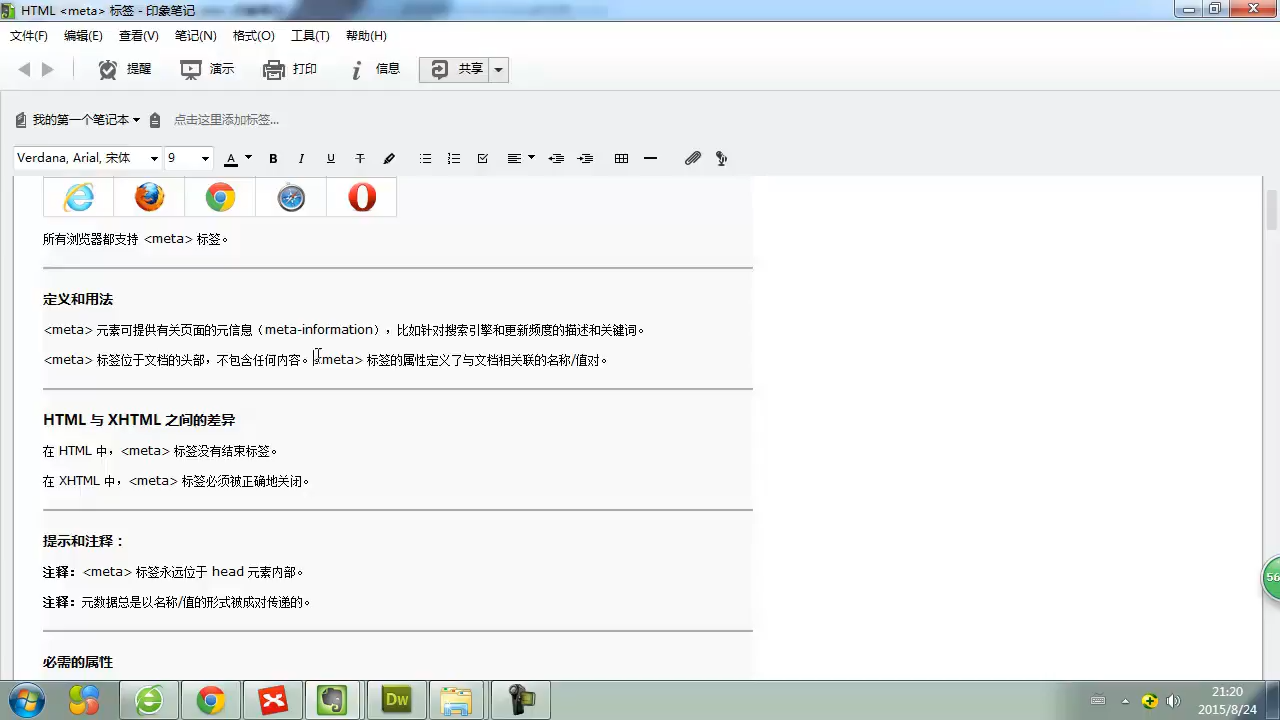 HTML <meta> 标签 - 印象笔记
文件(F) 编辑(E) 查看(V) 笔记(N) 格式(O) 工具(T) 帮助(H)
提醒 演示 打印 信息 共享
我的第一个笔记本 点击这里添加标签...
Verdana, Arial, 宋体 9 A B I U T
所有浏览器都支持 <meta> 标签。
定义和用法
<meta> 元素可提供有关页面的元信息（meta-information），比如针对搜索引擎和更新频度的描述和关键词。
<meta> 标签位于文档的头部，不包含任何内容。<meta> 标签的属性定义了与文档相关联的名称/值对。
HTML 与 XHTML 之间的差异
在 HTML 中，<meta> 标签没有结束标签。
在 XHTML 中，<meta> 标签必须被正确地关闭。
提示和注释：
注释：<meta> 标签永远位于 head 元素内部。
注释：元数据总是以名称/值的形式被成对传递的。
必需的属性
56
Dw
21:20
2015/8/24